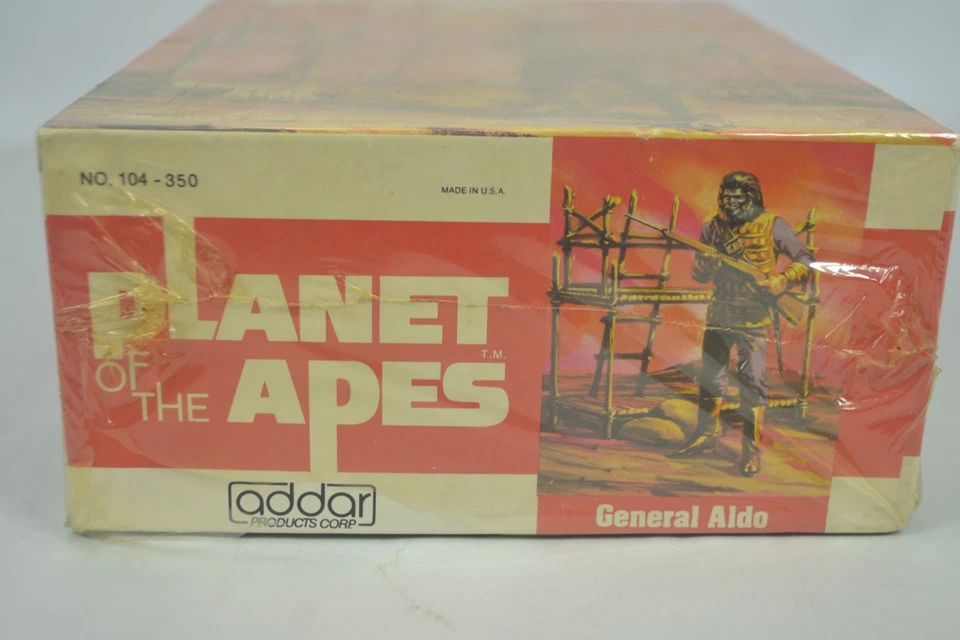 NO. 104 - 350
MADE IN U.S.A.
PLANET
OF
THE APES T.M.
addar
PRODUCTS CORP.
General Aldo